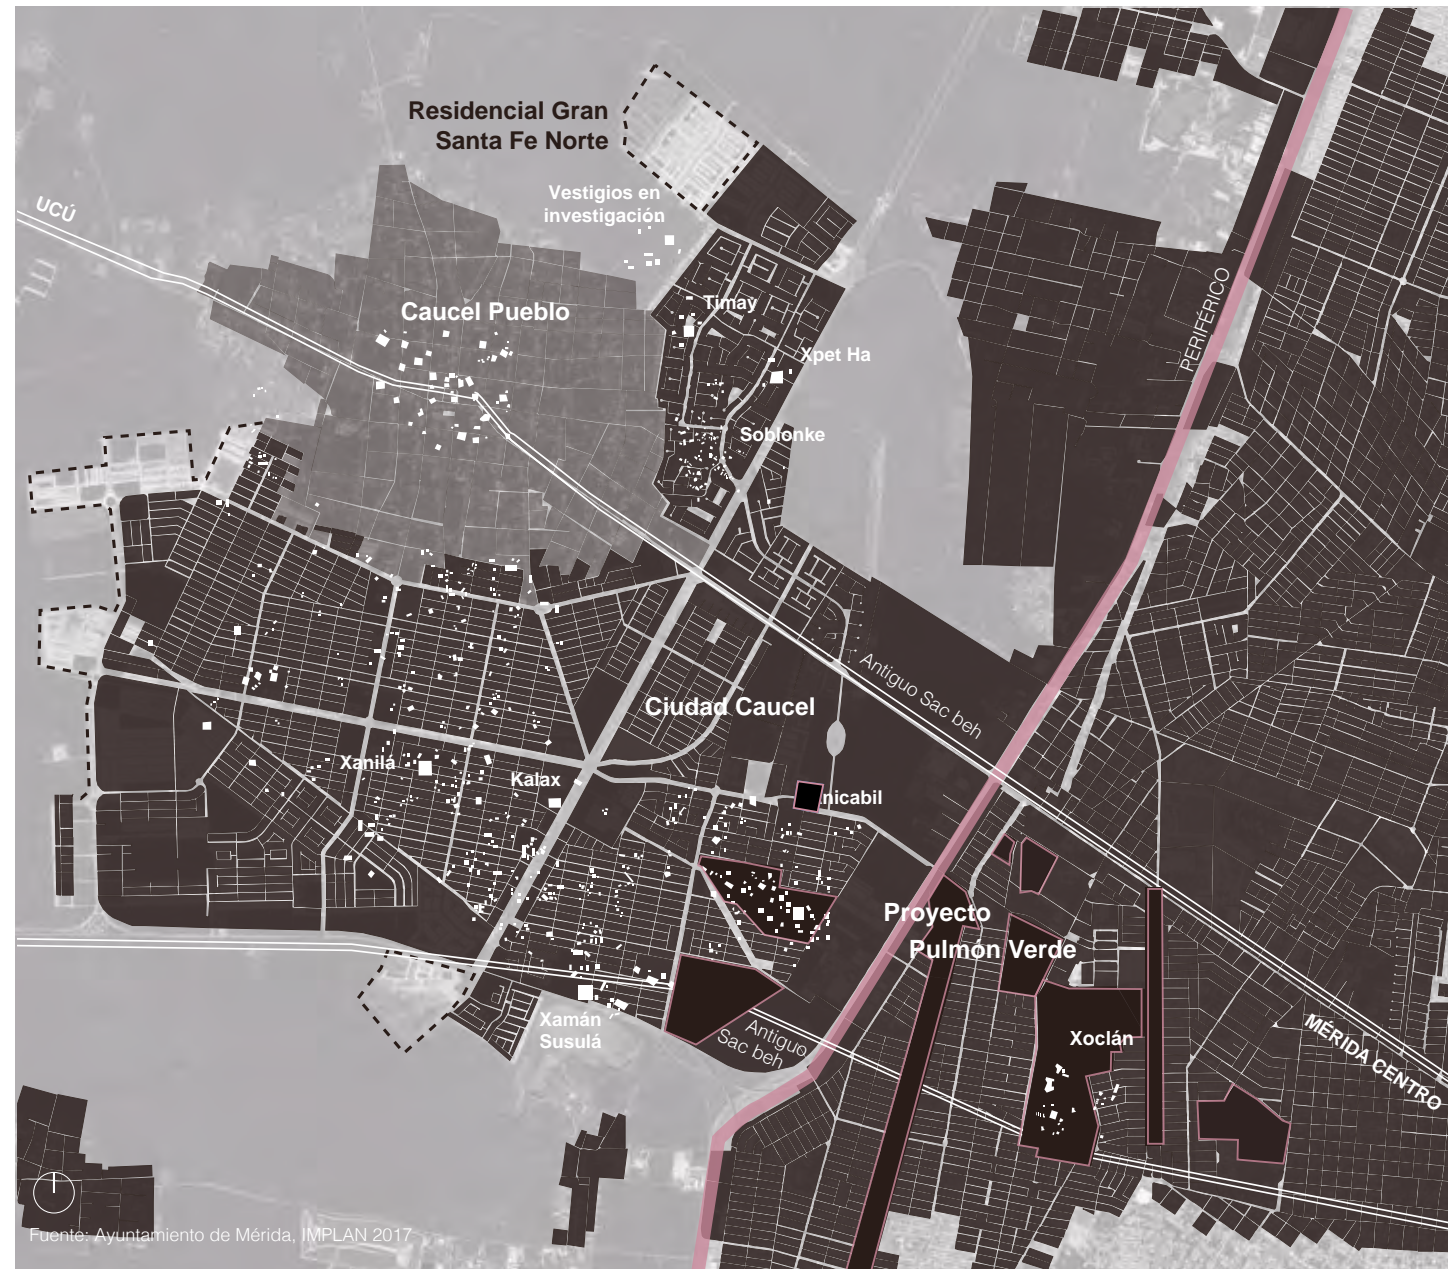 Residencial Gran
Santa Fe Norte
Vestigios en
investigación
UCÚ
Caucel Pueblo
Timay
Xpet Ha
PERIFÉRICO
Soblonke
Antiguo Sac beh
Ciudad Caucel
Xanilá
Kalax
nicabil
Proyecto
Pulmón Verde
Xamán
Susulá
Antiguo
Sac beh
Xoclán
MÉRIDA CENTRO
Fuente: Ayuntamiento de Mérida, IMPLAN 2017